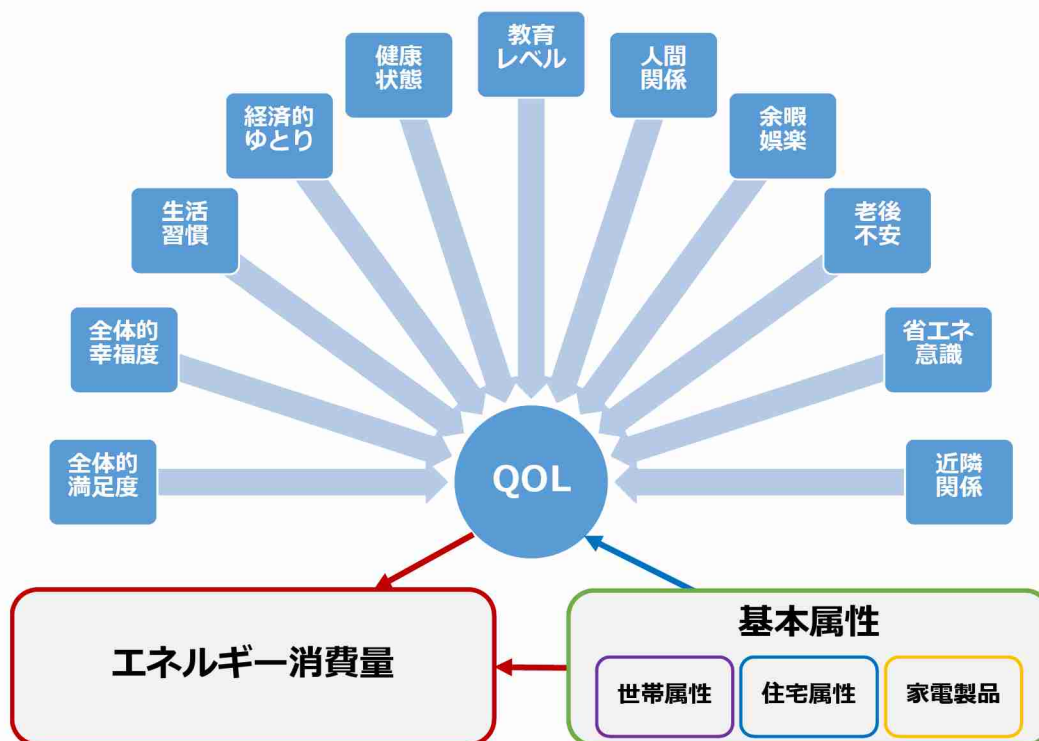 教育
レベル
健康
状態
人間
関係
経済的
ゆとり
余暇
娯楽
生活
習慣
老後
不安
全体的
幸福度
省エネ
意識
全体的
満足度
QOL
近隣
関係
エネルギー消費量
基本属性
世帯属性
住宅属性
家電製品